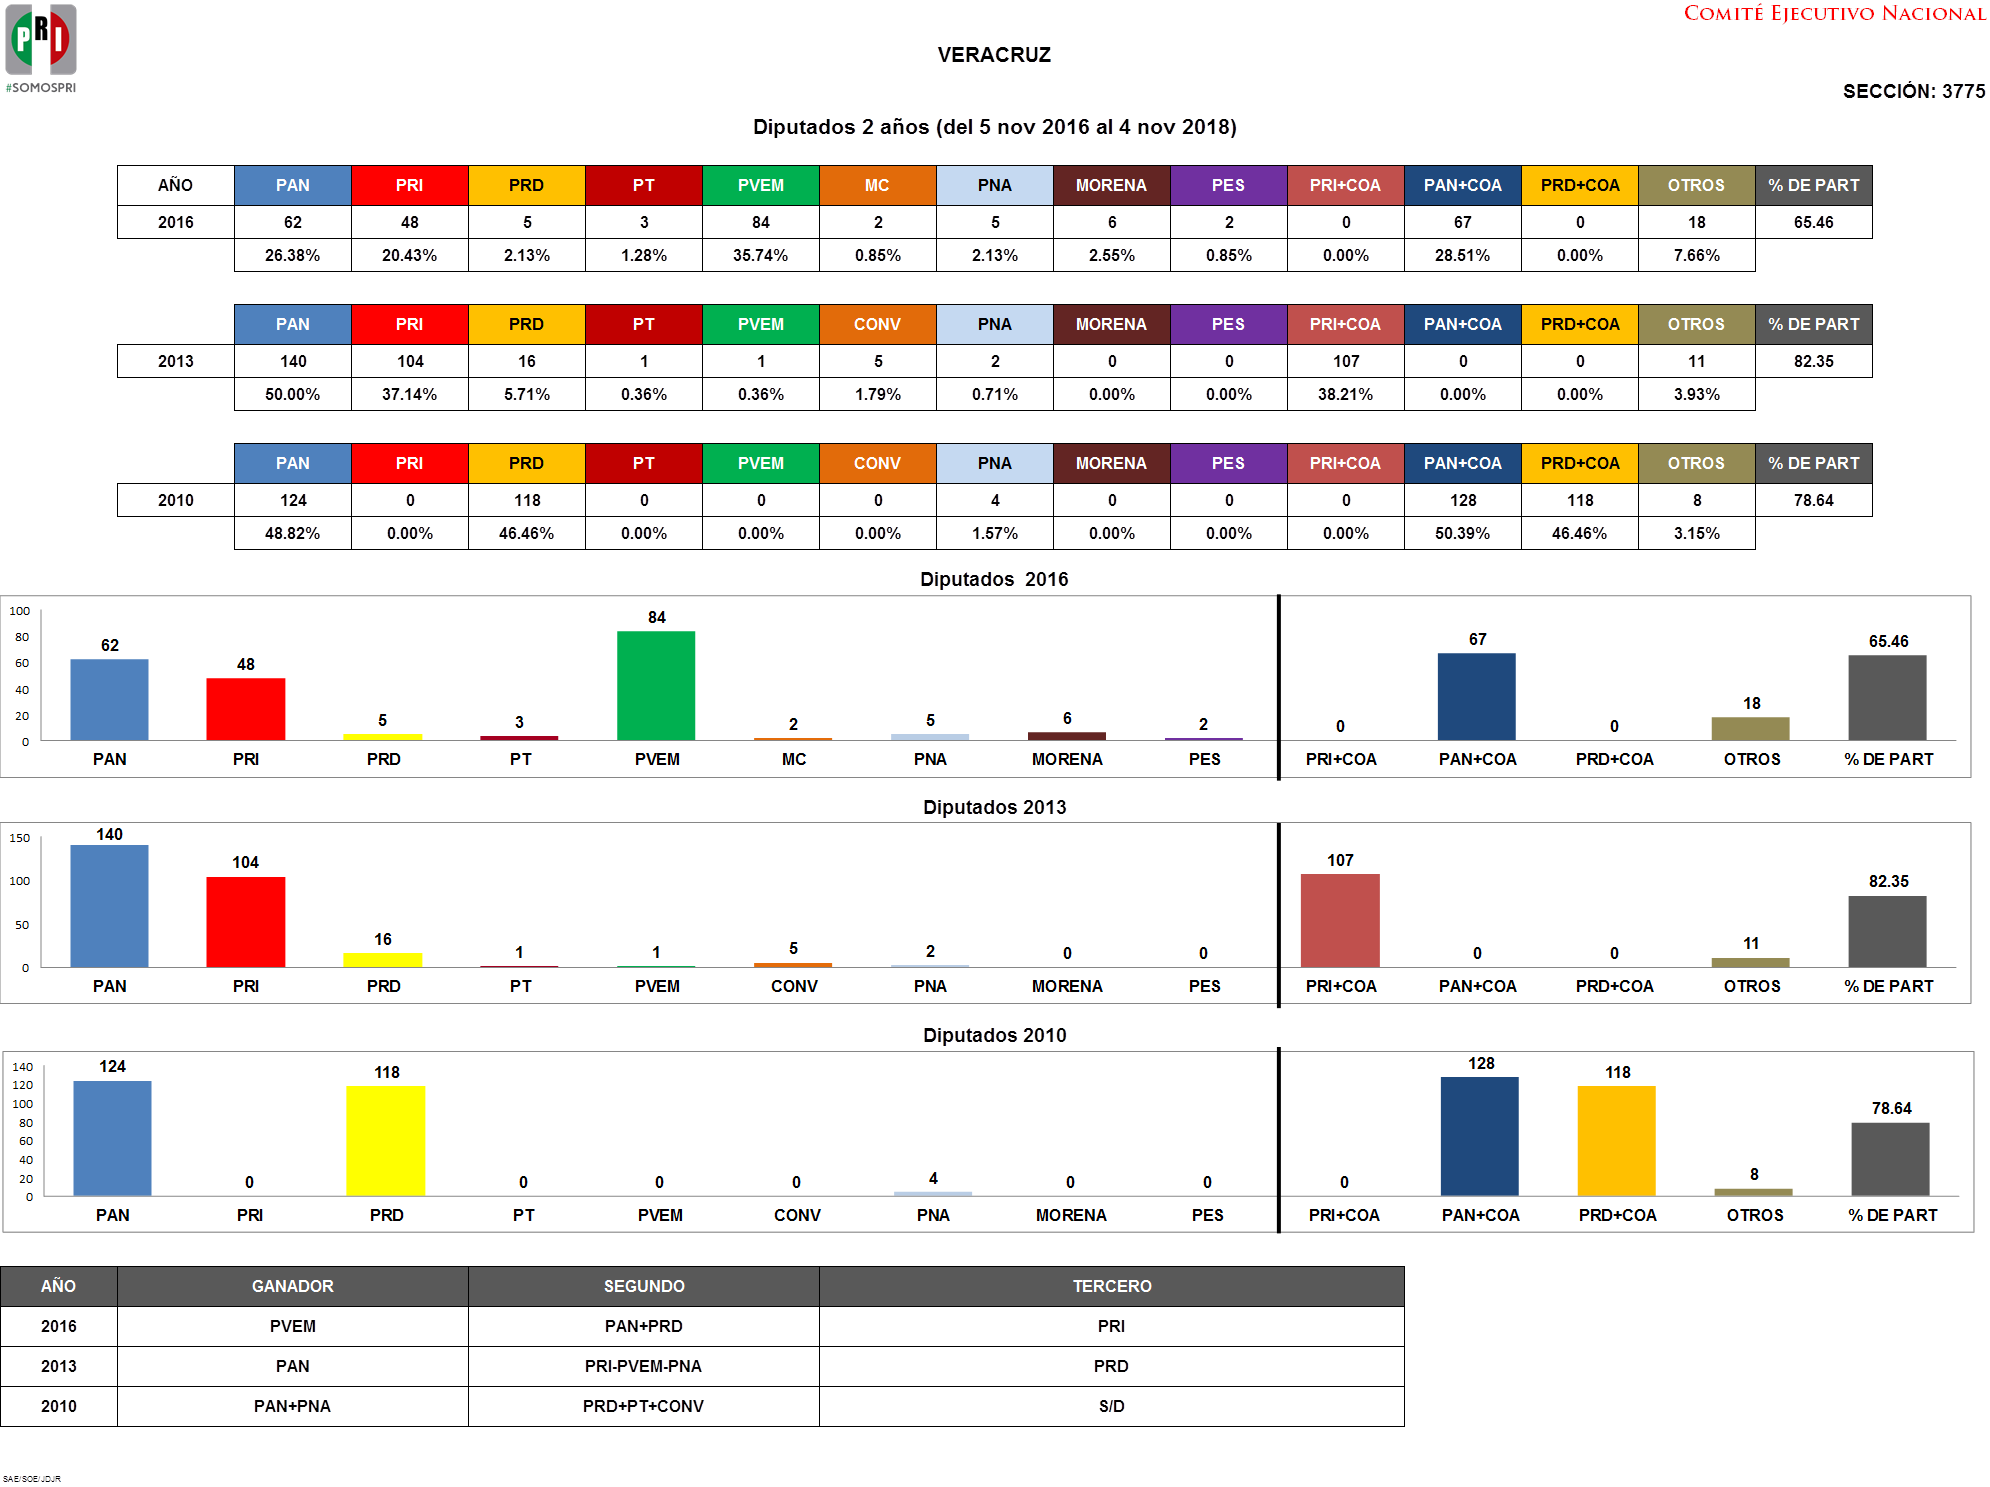 PRI
#SOMOSPRI
COMITÉ EJECUTIVO NACIONAL
VERACRUZ
SECCIÓN: 3775
Diputados 2 años (del 5 nov 2016 al 4 nov 2018)
AÑO PAN PRI PRD PT PVEM MC PNA MORENA PES PRI+COA PAN+COA PRD+COA OTROS % DE PART
2016 62 48 5 3 84 2 5 6 2 0 67 0 18 65.46
26.38% 20.43% 2.13% 1.28% 35.74% 0.85% 2.13% 2.55% 0.85% 0.00% 28.51% 0.00% 7.66%
PAN PRI PRD PT PVEM CONV PNA MORENA PES PRI+COA PAN+COA PRD+COA OTROS % DE PART
2013 140 104 16 1 1 5 2 0 0 107 0 0 11 82.35
50.00% 37.14% 5.71% 0.36% 0.36% 1.79% 0.71% 0.00% 0.00% 38.21% 0.00% 0.00% 3.93%
PAN PRI PRD PT PVEM CONV PNA MORENA PES PRI+COA PAN+COA PRD+COA OTROS % DE PART
2010 124 0 118 0 0 0 4 0 0 0 128 118 8 78.64
48.82% 0.00% 46.46% 0.00% 0.00% 0.00% 1.57% 0.00% 0.00% 0.00% 50.39% 46.46% 3.15%
Diputados 2016
100
80
60
40
20
0
62 48 5 3 84 2 5 6 2 0 67 0 18 65.46
PAN PRI PRD PT PVEM MC PNA MORENA PES PRI+COA PAN+COA PRD+COA OTROS % DE PART
Diputados 2013
150
100
50
0
140 104 16 1 1 5 2 0 0 107 0 0 11 82.35
PAN PRI PRD PT PVEM CONV PNA MORENA PES PRI+COA PAN+COA PRD+COA OTROS % DE PART
Diputados 2010
140
120
100
80
60
40
20
0
124 0 118 0 0 0 4 0 0 0 128 118 8 78.64
PAN PRI PRD PT PVEM CONV PNA MORENA PES PRI+COA PAN+COA PRD+COA OTROS % DE PART
AÑO GANADOR SEGUNDO TERCERO
2016 PVEM PAN+PRD PRI
2013 PAN PRI-PVEM-PNA PRD
2010 PAN+PNA PRD+PT+CONV S/D
SAE/SOE/JDJR